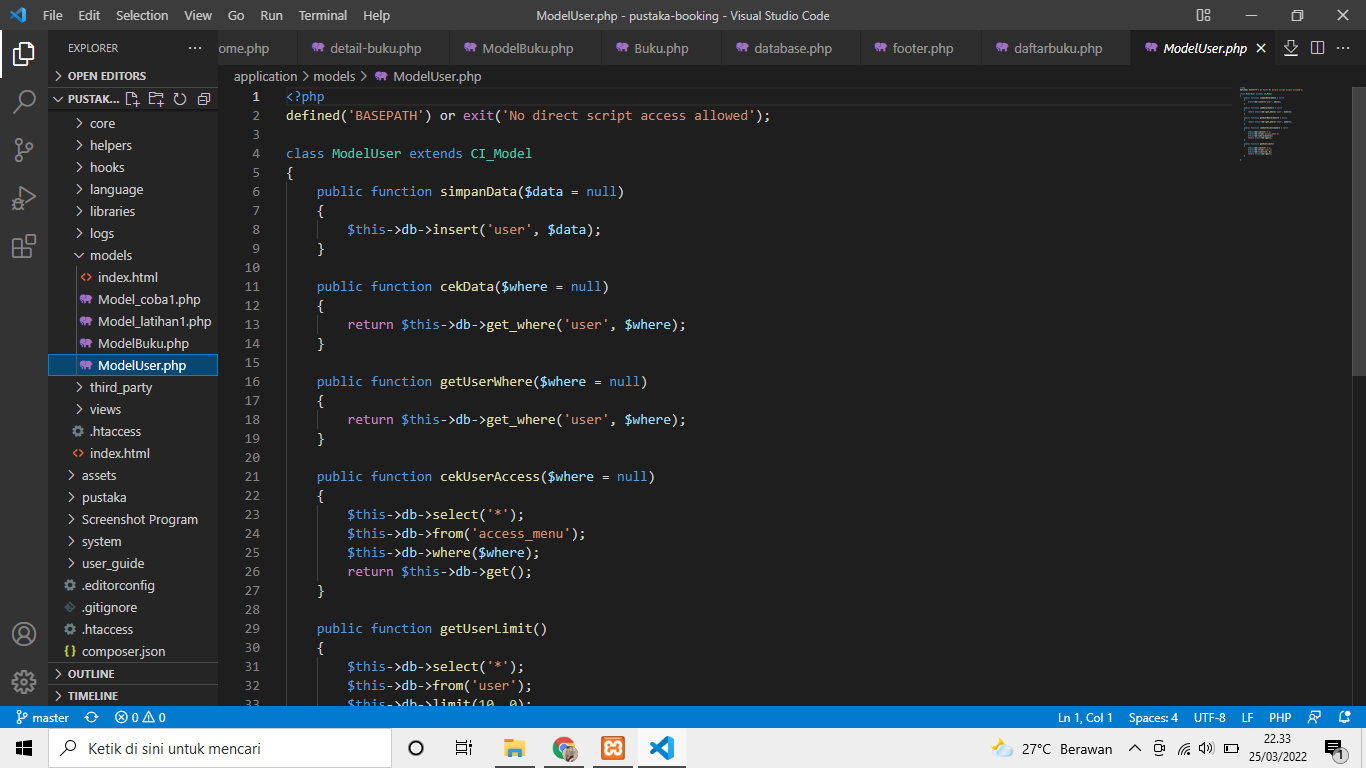 File Edit Selection View Go Run Terminal Help ModelUser.php - pustaka-booking - Visual Studio Code
EXPLORER ···
ome.php detail-buku.php ModelBuku.php Buku.php database.php footer.php daftarbuku.php ModelUser.php
OPEN EDITORS
PUSTAK...
core
helpers
hooks
language
libraries
logs
models
index.html
Model_coba1.php
Model_latihan1.php
ModelBuku.php
ModelUser.php
third_party
views
.htaccess
index.html
assets
pustaka
Screenshot Program
system
user_guide
.editorconfig
.gitignore
.htaccess
composer.json
OUTLINE
TIMELINE
application > models > ModelUser.php
1 <?php
2 defined('BASEPATH') or exit('No direct script access allowed');
3
4 class ModelUser extends CI_Model
5 {
6 public function simpanData($data = null)
7 {
8 $this->db->insert('user', $data);
9 }
10
11 public function cekData($where = null)
12 {
13 return $this->db->get_where('user', $where);
14 }
15
16 public function getUserWhere($where = null)
17 {
18 return $this->db->get_where('user', $where);
19 }
20
21 public function cekUserAccess($where = null)
22 {
23 $this->db->select('*');
24 $this->db->from('access_menu');
25 $this->db->where($where);
26 return $this->db->get();
27 }
28
29 public function getUserLimit()
30 {
31 $this->db->select('*');
32 $this->db->from('user');
33 $this->db->limit(10, 0);
master 0 0 Ln 1, Col 1 Spaces: 4 UTF-8 LF PHP
Ketik di sini untuk mencari
27°C Berawan
22.33
25/03/2022
1